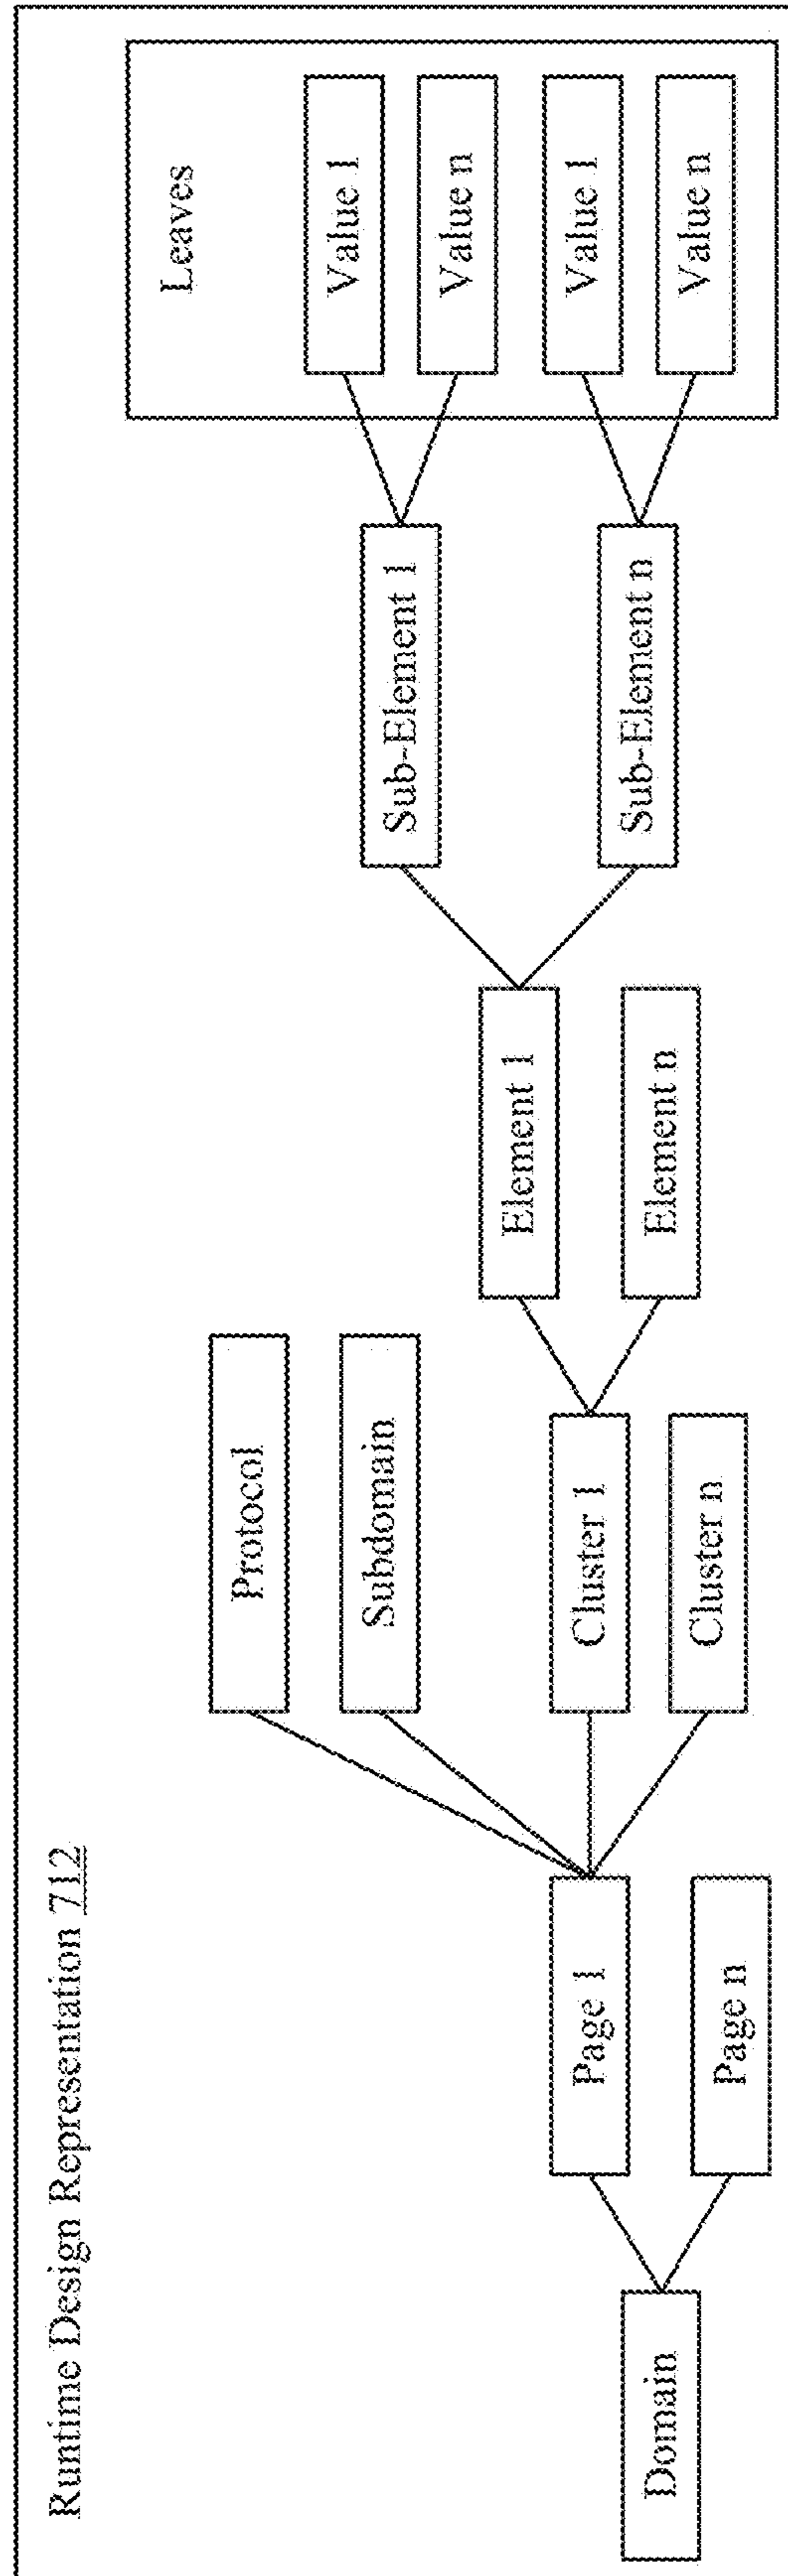 Runtime Design Representation 712
Domain
Page 1
Page n
Protocol
Subdomain
Cluster 1
Cluster n
Element 1
Element n
Sub-Element 1
Sub-Element n
Leaves
Value 1
Value n
Value 1
Value n